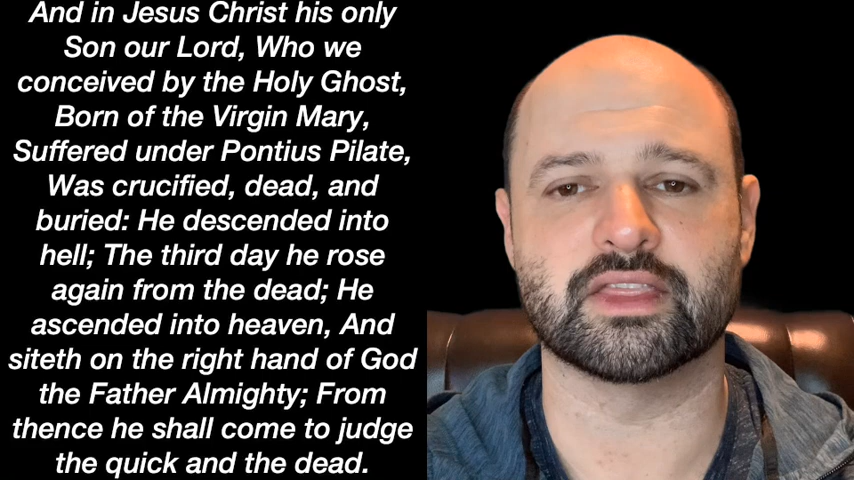 And in Jesus Christ his only
Son our Lord, Who we
conceived by the Holy Ghost,
Born of the Virgin Mary,
Suffered under Pontius Pilate,
Was crucified, dead, and
buried: He descended into
hell; The third day he rose
again from the dead; He
ascended into heaven, And
siteth on the right hand of God
the Father Almighty; From
thence he shall come to judge
the quick and the dead.